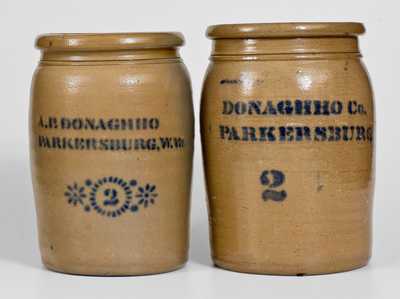 A.P. DONAGHHO
PARKERSBURG, W.Va
2
DONAGHHO Co.
PARKERSBURG
2